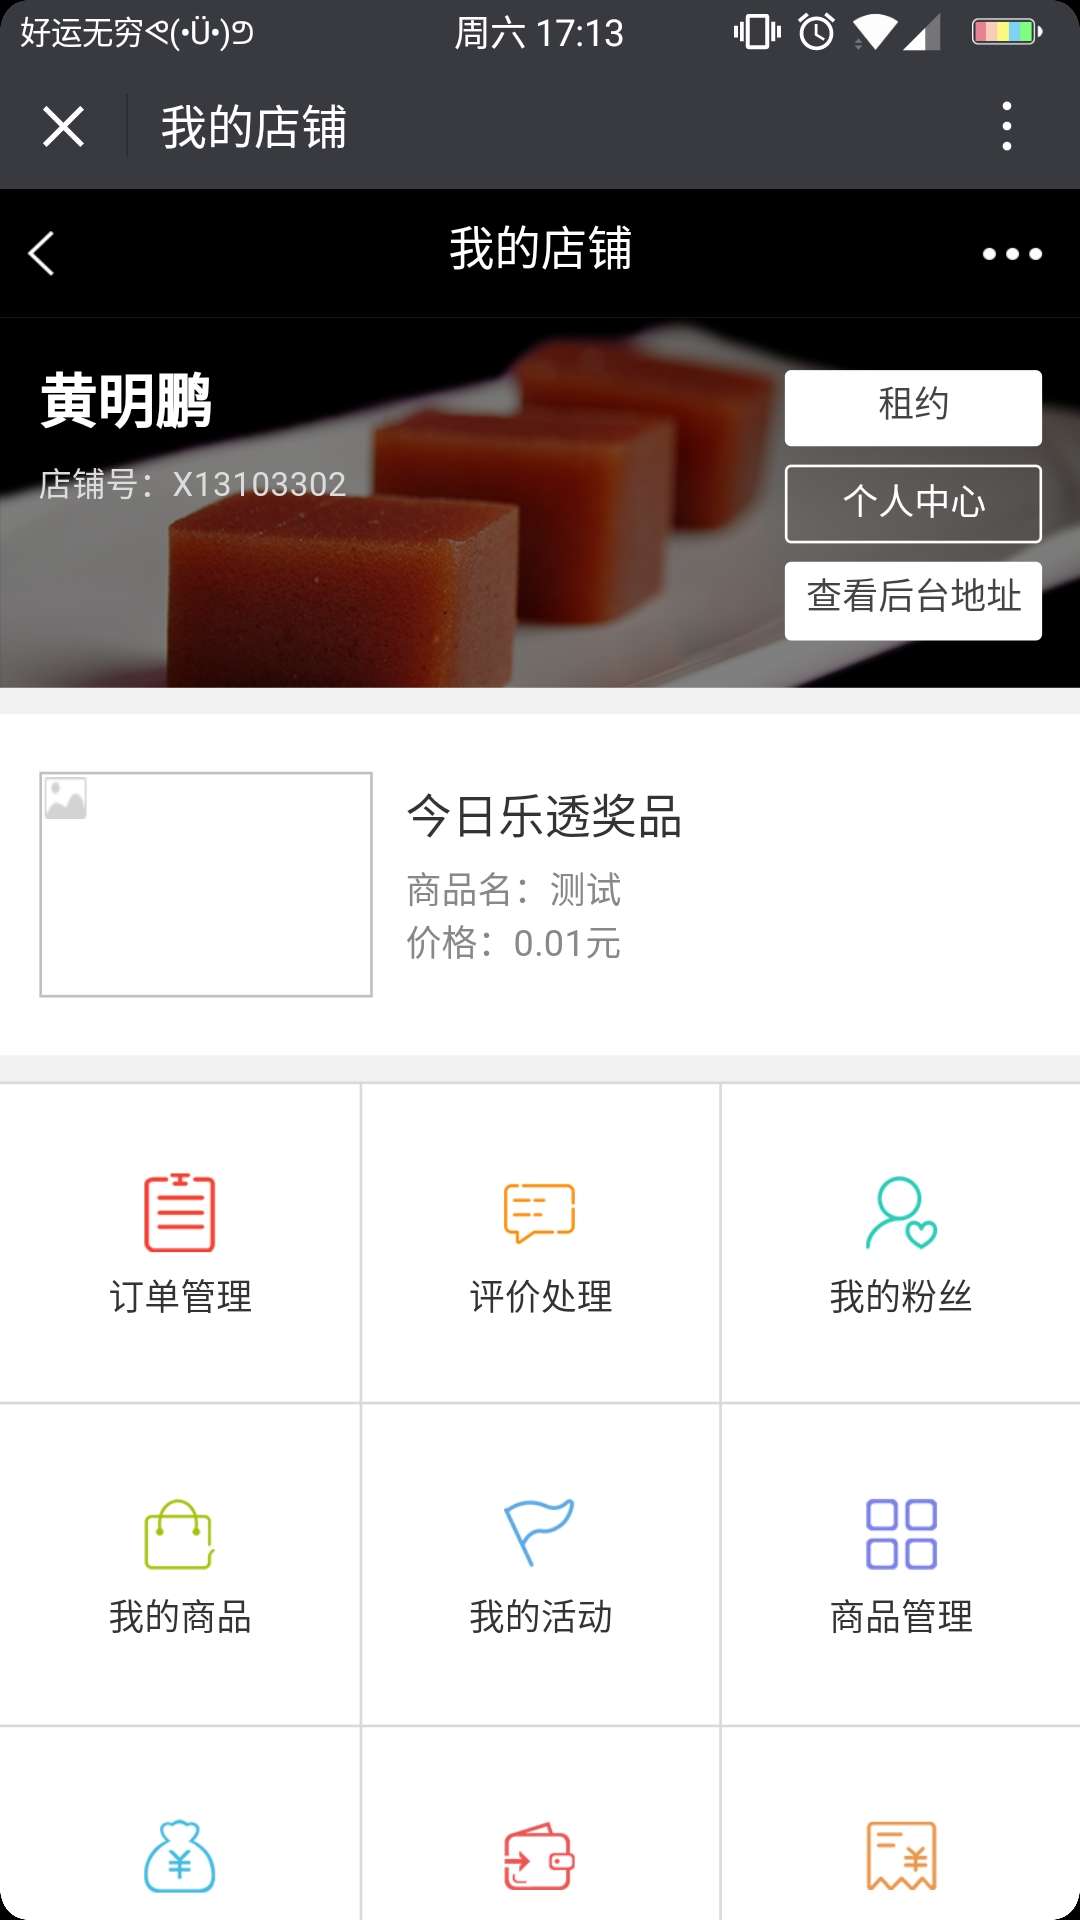 好运无穷ᕙ(•Ü•)ᕗ 周六 17:13
我的店铺
我的店铺
黄明鹏
店铺号：X13103302
租约
个人中心
查看后台地址
今日乐透奖品
商品名：测试
价格：0.01元
订单管理 评价处理 我的粉丝
我的商品 我的活动 商品管理